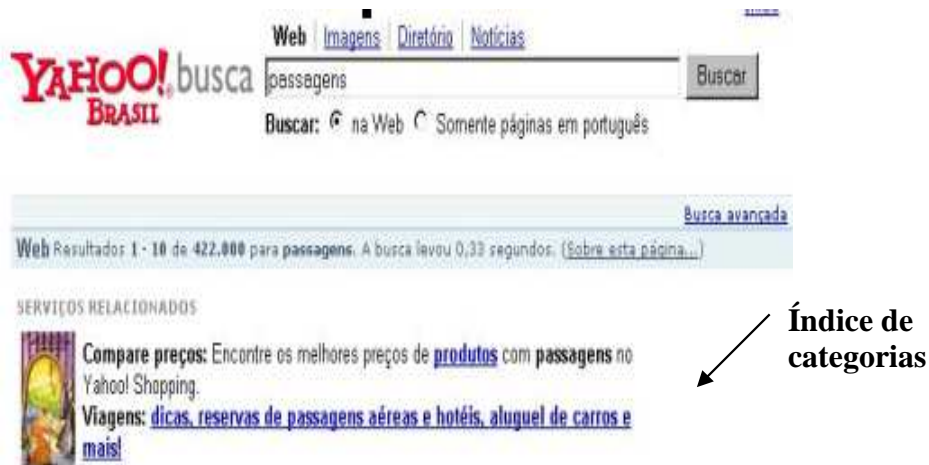 Web | Imagens | Diretório | Notícias
YAHOO! busca
BRASIL
passagens
Buscar
Buscar: na Web Somente páginas em português
Busca avançada
Web Resultados 1 - 10 de 422.000 para passagens. A busca levou 0,33 segundos. (Sobre esta página...)
SERVIÇOS RELACIONADOS
Compare preços: Encontre os melhores preços de produtos com passagens no
Yahoo! Shopping.
Viagens: dicas, reservas de passagens aéreas e hotéis, aluguel de carros e
mais!
Índice de
categorias